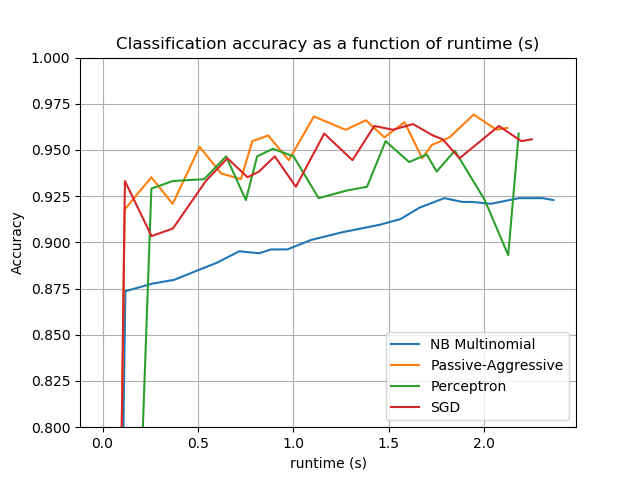 Classification accuracy as a function of runtime (s)
1.000
0.975
0.950
0.925
0.900
0.875
0.850
0.825
0.800
Accuracy
NB Multinomial
Passive-Aggressive
Perceptron
SGD
0.0 0.5 1.0 1.5 2.0
runtime (s)